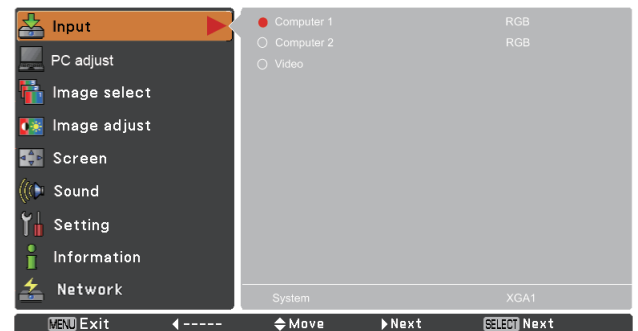 Input
PC adjust
Image select
Image adjust
Screen
Sound
Setting
Information
Network
Computer 1 RGB
Computer 2 RGB
Video
System XGA1
MENU Exit ◀ ----- ◆ Move ▶ Next SELECT Next